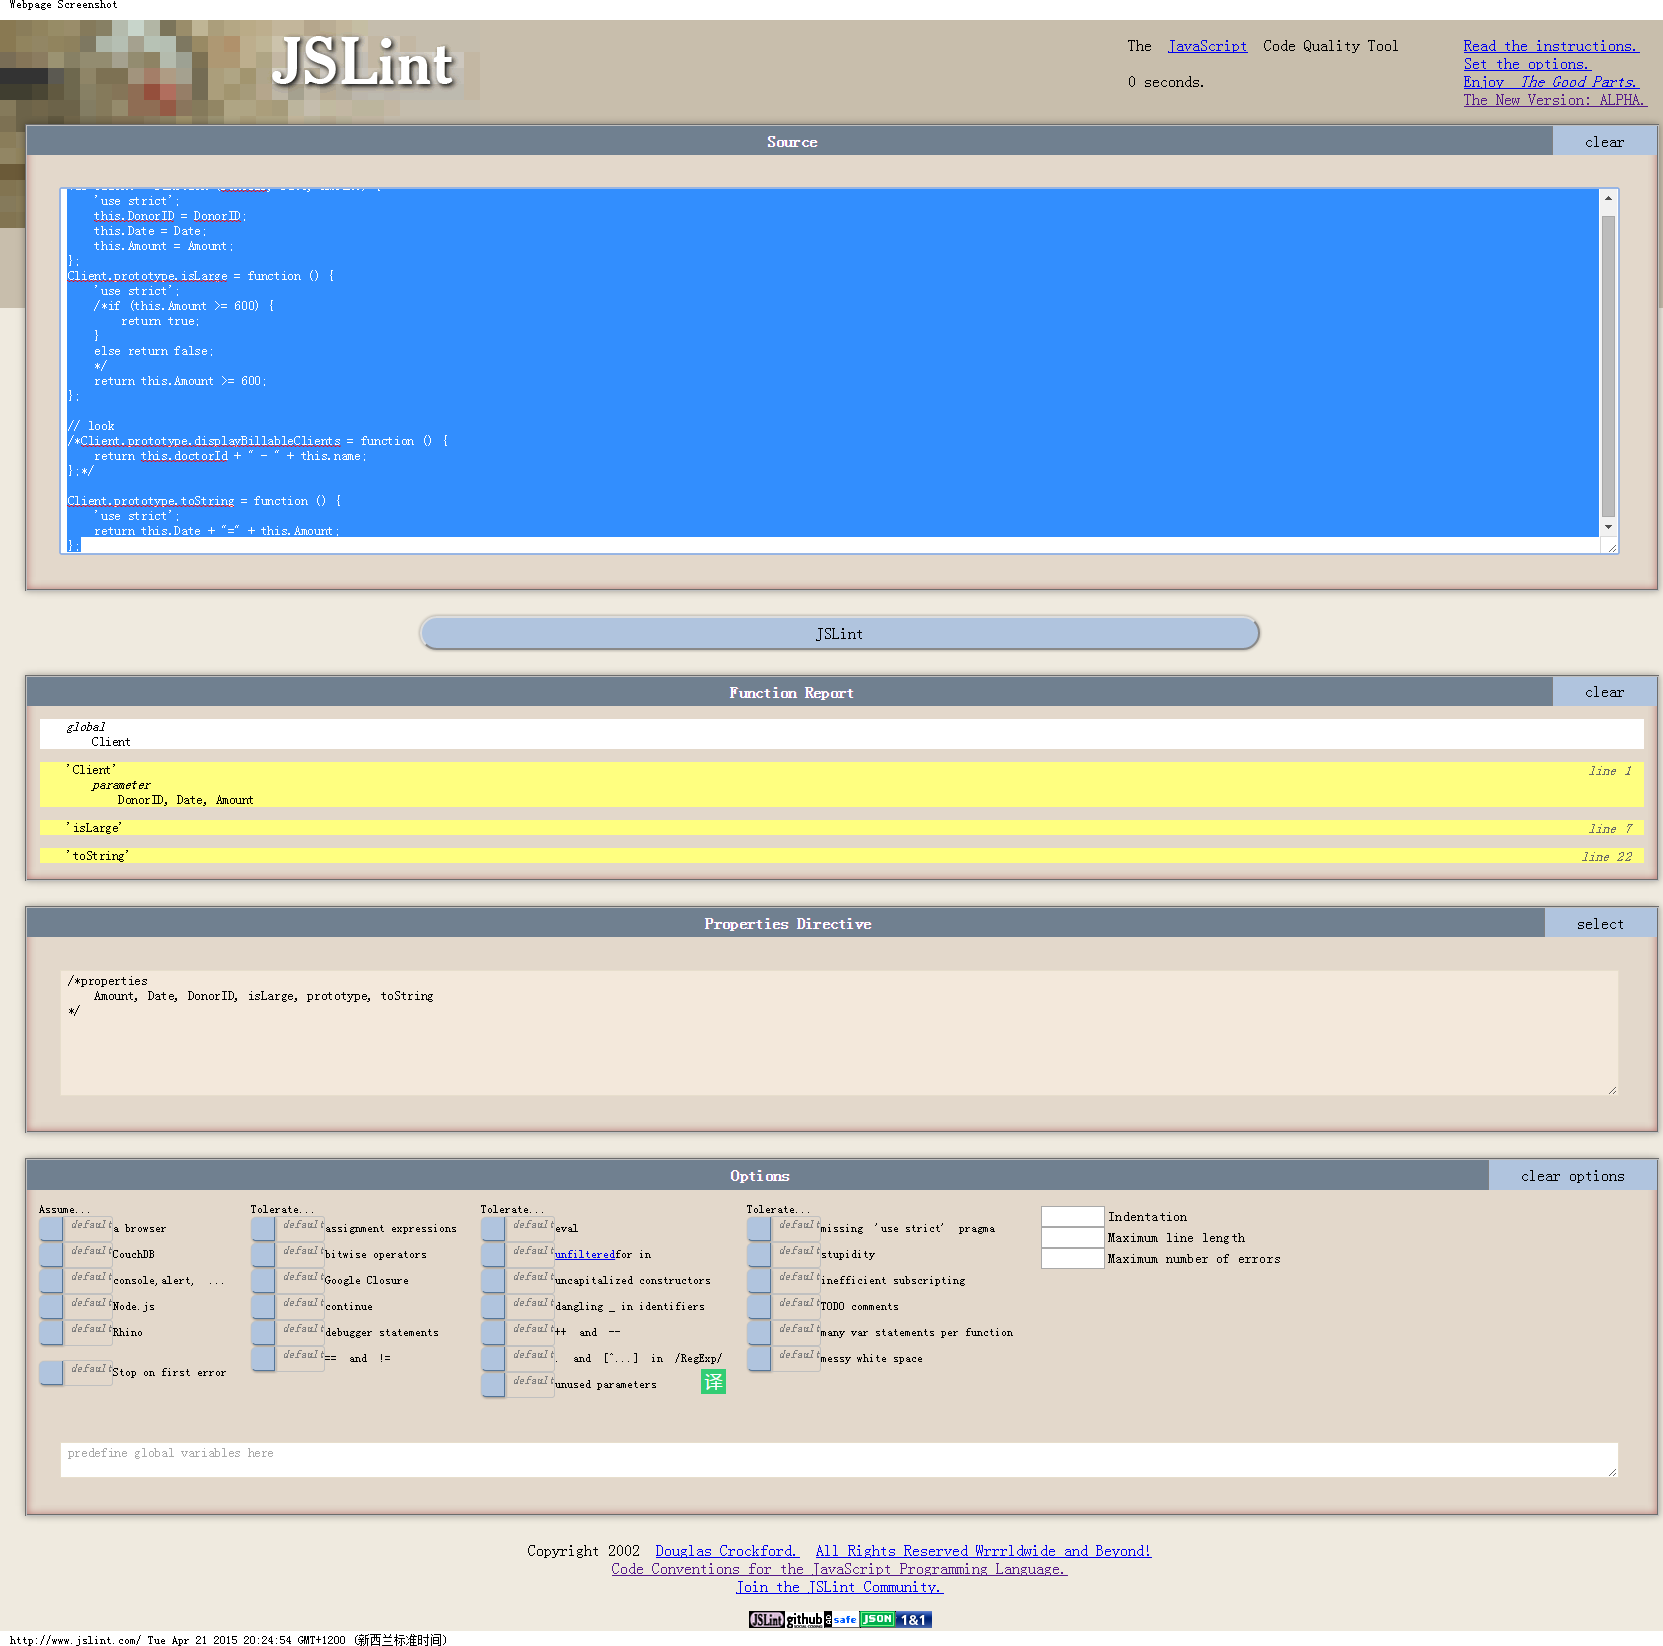 Webpage Screenshot
JSLint
The JavaScript Code Quality Tool
0 seconds.
Read the instructions.
Set the options.
Enjoy The Good Parts.
The New Version: ALPHA.
Source
clear
'use strict';
this.DonorID = DonorID;
this.Date = Date;
this.Amount = Amount;
};
Client.prototype.isLarge = function () {
'use strict';
/*if (this.Amount >= 600) {
return true;
}
else return false;
*/
return this.Amount >= 600;
};
// look
/*Client.prototype.displayBillableClients = function () {
return this.doctorId + " - " + this.name;
};*/
Client.prototype.toString = function () {
'use strict';
return this.Date + "=" + this.Amount;
};
JSLint
Function Report
clear
global
Client
'Client'
line 1
parameter
DonorID, Date, Amount
'isLarge'
line 7
'toString'
line 22
Properties Directive
select
/*properties
Amount, Date, DonorID, isLarge, prototype, toString
*/
Options
clear options
Assume...
default a browser
default CouchDB
default console,alert, ...
default Node.js
default Rhino
default Stop on first error
Tolerate...
default assignment expressions
default bitwise operators
default Google Closure
default continue
default debugger statements
default == and !=
Tolerate...
default eval
default unfiltered for in
default uncapitalized constructors
default dangling _ in identifiers
default ++ and --
default . and [^...] in /RegExp/
default unused parameters
译
Tolerate...
default missing 'use strict' pragma
default stupidity
default inefficient subscripting
default TODO comments
default many var statements per function
default messy white space
Indentation
Maximum line length
Maximum number of errors
predefine global variables here
Copyright 2002 Douglas Crockford. All Rights Reserved Wrrrldwide and Beyond!
Code Conventions for the JavaScript Programming Language.
Join the JSLint Community.
JSLint github SOCIAL CODING safe JSON 1&1
http://www.jslint.com/ Tue Apr 21 2015 20:24:54 GMT+1200 (新西兰标准时间)